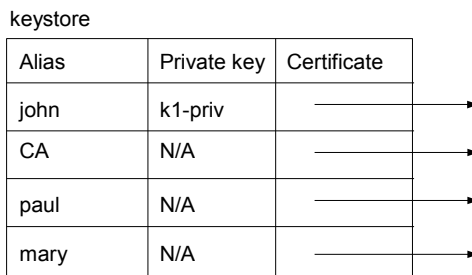 keystore
Alias Private key Certificate
john k1-priv
CA N/A
paul N/A
mary N/A